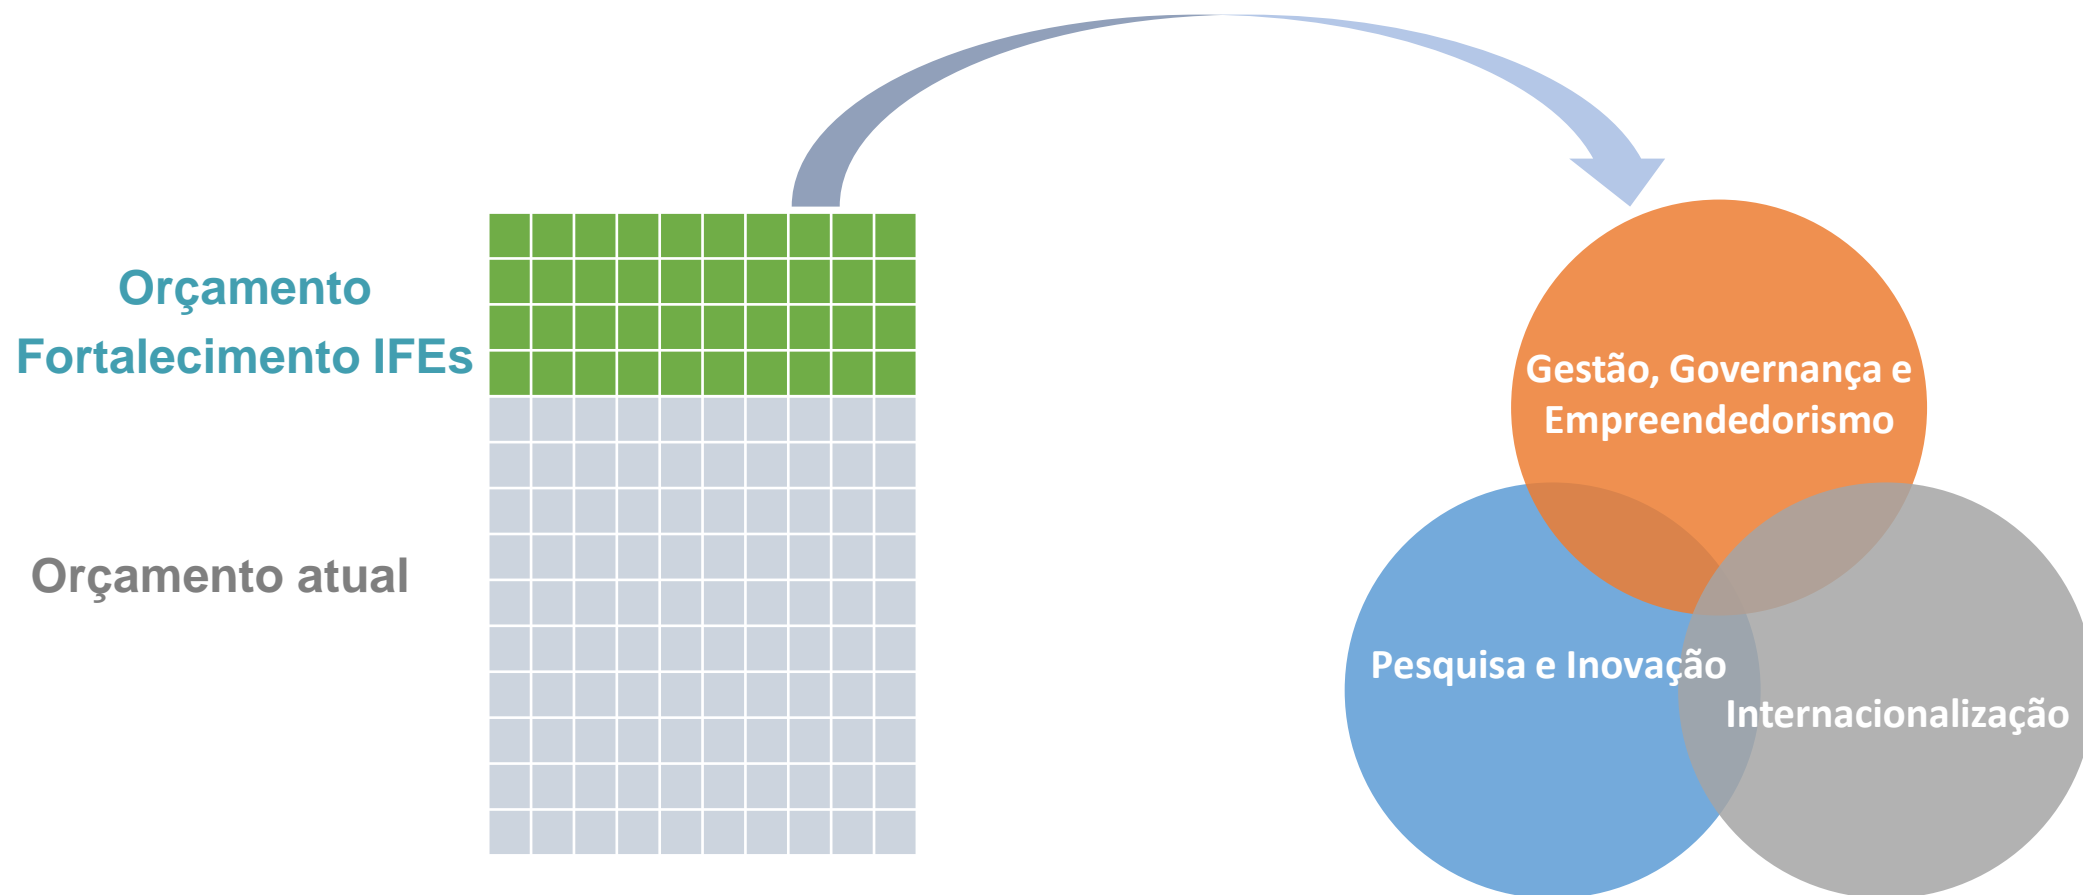 Orçamento
Fortalecimento IFEs
Orçamento atual
Gestão, Governança e
Empreendedorismo
Pesquisa e Inovação
Internacionalização